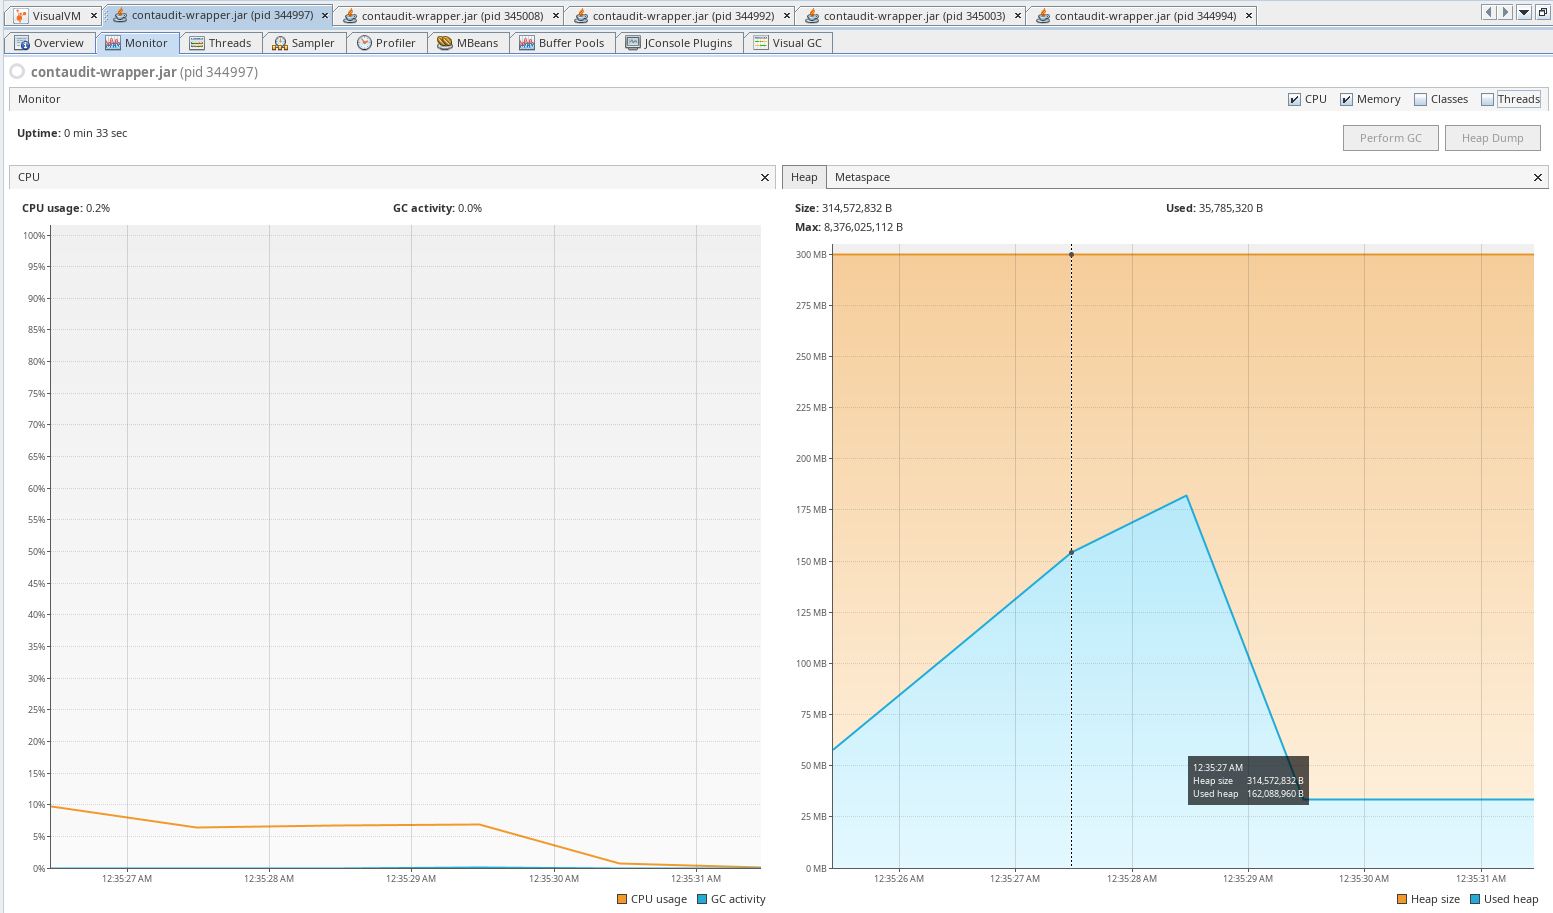 VisualVM contaudit-wrapper.jar (pid 344997) contaudit-wrapper.jar (pid 345008) contaudit-wrapper.jar (pid 344992) contaudit-wrapper.jar (pid 345003) contaudit-wrapper.jar (pid 344994)
Overview Monitor Threads Sampler Profiler MBeans Buffer Pools JConsole Plugins Visual GC
contaudit-wrapper.jar (pid 344997)
Monitor CPU Memory Classes Threads
Uptime: 0 min 33 sec
Perform GC Heap Dump
CPU
CPU usage: 0.2% GC activity: 0.0%
100%
95%
90%
85%
80%
75%
70%
65%
60%
55%
50%
45%
40%
35%
30%
25%
20%
15%
10%
5%
0%
12:35:27 AM 12:35:28 AM 12:35:29 AM 12:35:30 AM 12:35:31 AM
CPU usage GC activity
Heap Metaspace
Size: 314,572,832 B Used: 35,785,320 B
Max: 8,376,025,112 B
300 MB
275 MB
250 MB
225 MB
200 MB
175 MB
150 MB
125 MB
100 MB
75 MB
50 MB
25 MB
0 MB
12:35:27 AM
Heap size 314,572,832 B
Used heap 162,088,960 B
12:35:26 AM 12:35:27 AM 12:35:28 AM 12:35:29 AM 12:35:30 AM 12:35:31 AM
Heap size Used heap